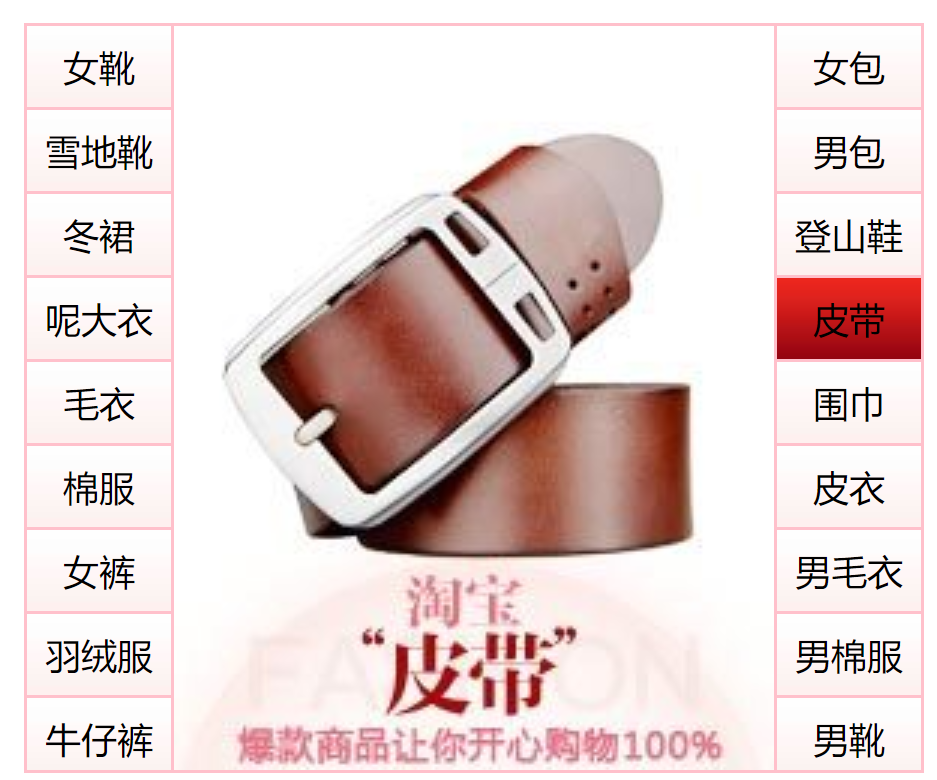 女靴
雪地靴
冬裙
呢大衣
毛衣
棉服
女裤
羽绒服
牛仔裤
淘宝
“皮带”
爆款商品让你开心购物100%
女包
男包
登山鞋
皮带
围巾
皮衣
男毛衣
男棉服
男靴